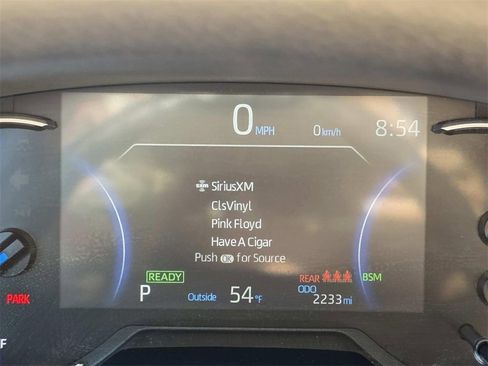 0 MPH 0 km/h 8:54
SXM SiriusXM
ClsVinyl
Pink Floyd
Have A Cigar
Push OK for Source
READY REAR BSM
P Outside 54 °F ODO
2233 mi
PARK
F